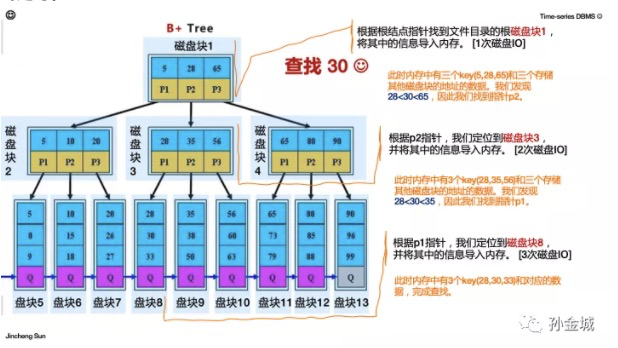 Time-series DBMS
B+ Tree
磁盘块1
5 28 65
P1 P2 P3
查找 30
根据根结点指针找到文件目录的根磁盘块1，
将其中的信息导入内存。 [1次磁盘IO]
此时内存中有三个key(5,28,65)和三个存储
其他磁盘块的地址的数据。我们发现
28<30<65，因此我们找到指针p2。
磁盘块2
5 10 20
P1 P2 P3
磁盘块3
28 35 56
P1 P2 P3
磁盘块4
65 80 90
P1 P2 P3
根据p2指针，我们定位到磁盘块3，
并将其中的信息导入内存。 [2次磁盘IO]
此时内存中有3个key(28,35,56)和三个存储
其他磁盘块的地址的数据。我们发现
28<30<35，因此我们找到指针p1。
5 10 20 28 35 56 65 80 90
8 15 26 30 38 60 73 85 96
9 18 27 33 50 63 79 88 99
Q Q Q Q Q Q Q Q Q
盘块5 盘块6 盘块7 盘块8 盘块9 盘块10 盘块11 盘块12 盘块13
根据p1指针，我们定位到磁盘块8，
并将其中的信息导入内存。 [3次磁盘IO]
此时内存中有3个key(28,30,33)和对应的数
据，完成查找。
孙金城
Jincheng Sun